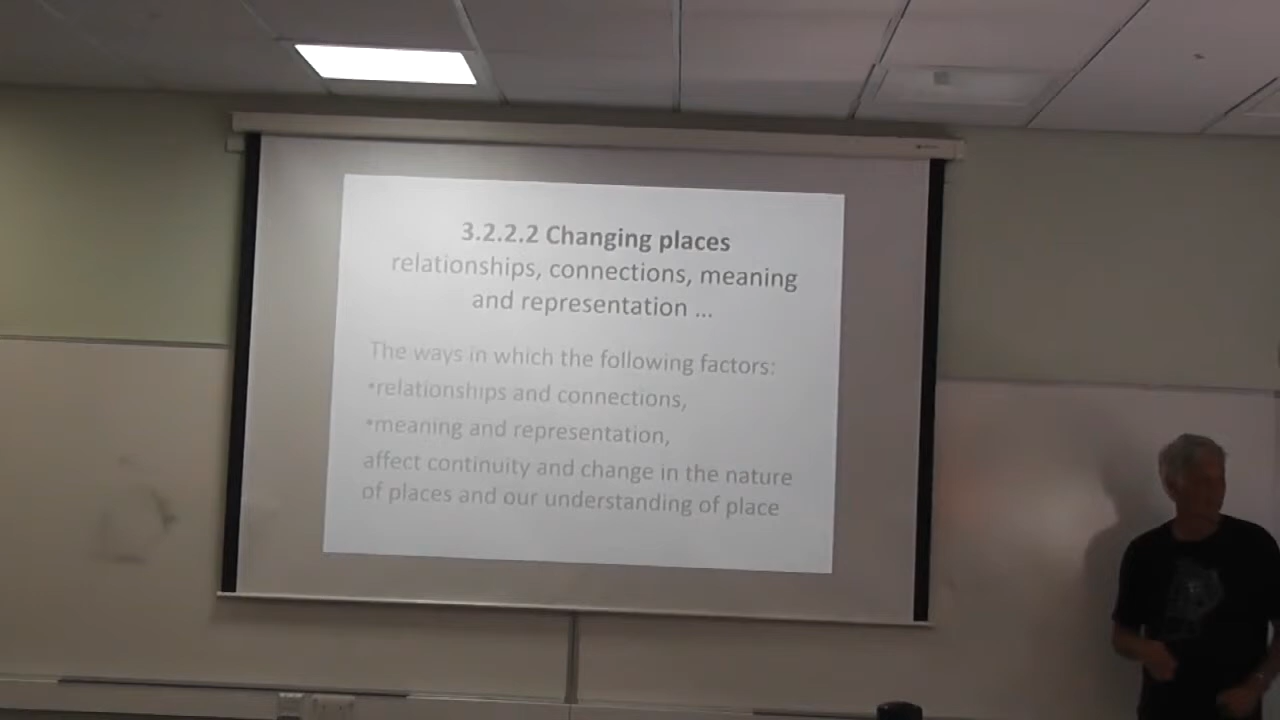 3.2.2.2 Changing places
relationships, connections, meaning
and representation ...
The ways in which the following factors:
•relationships and connections,
•meaning and representation,
affect continuity and change in the nature
of places and our understanding of place